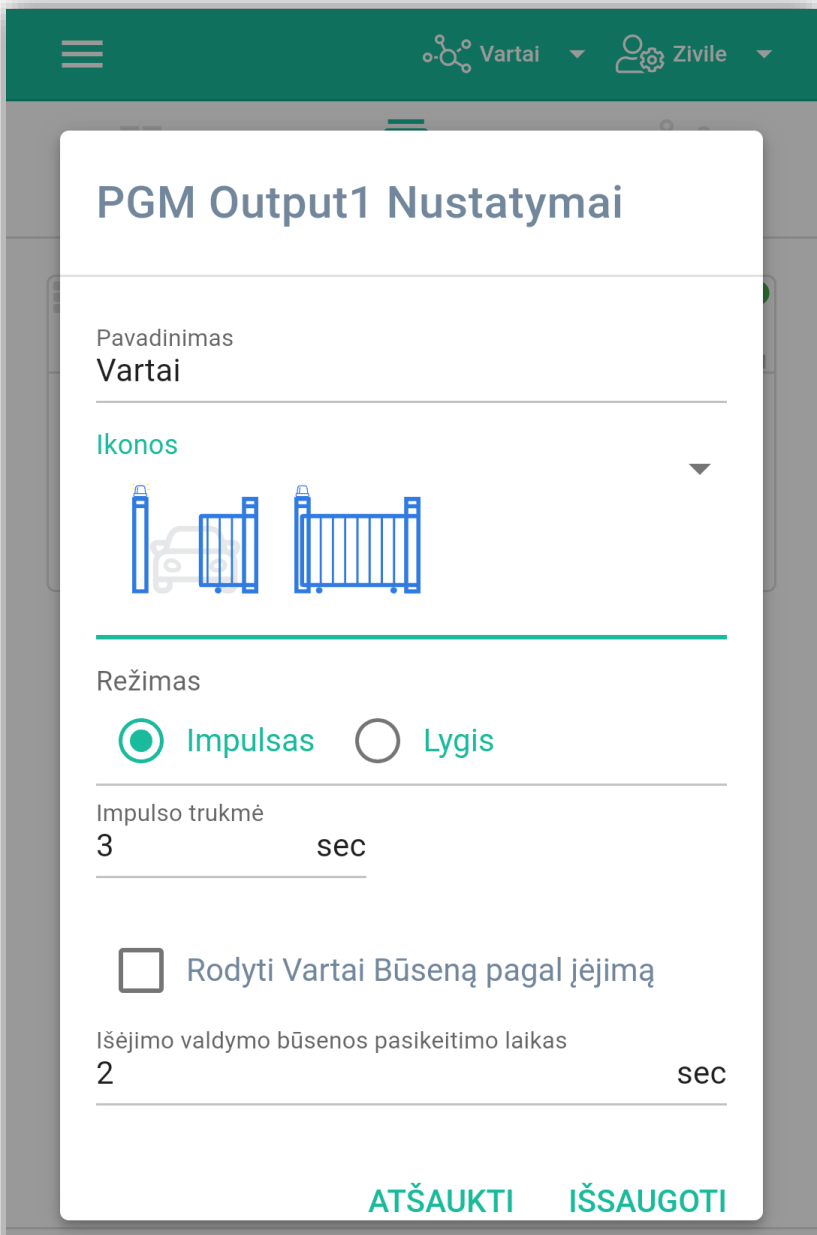 Vartai
Zivile
PGM Output1 Nustatymai
Pavadinimas
Vartai
Ikonos
Režimas
Impulsas
Lygis
Impulso trukmė
3 sec
Rodyti Vartai Būseną pagal įėjimą
Išėjimo valdymo būsenos pasikeitimo laikas
2 sec
ATŠAUKTI
IŠSAUGOTI